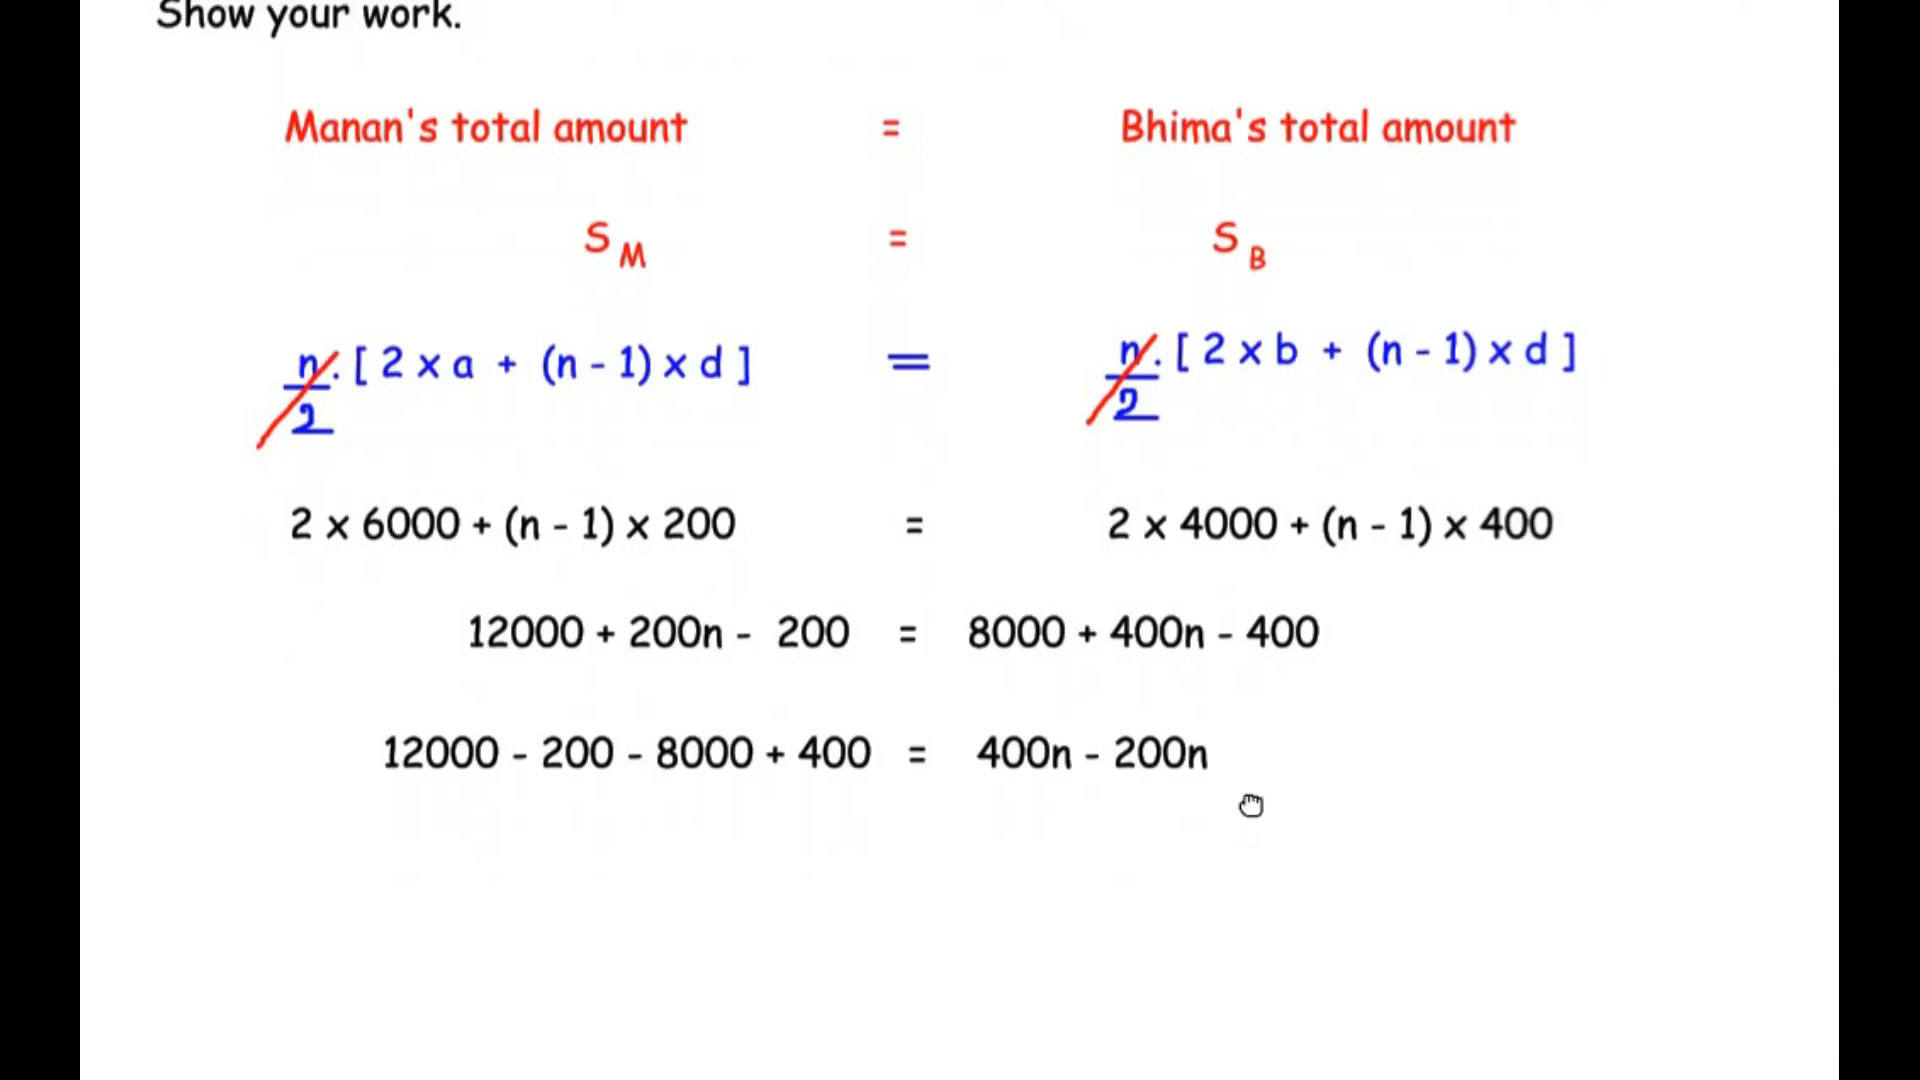 Show your work.
Manan's total amount = Bhima's total amount
S M = S B
n/2 . [ 2 x a + (n - 1) x d ] = n/2 . [ 2 x b + (n - 1) x d ]
2 x 6000 + (n - 1) x 200 = 2 x 4000 + (n - 1) x 400
12000 + 200n - 200 = 8000 + 400n - 400
12000 - 200 - 8000 + 400 = 400n - 200n